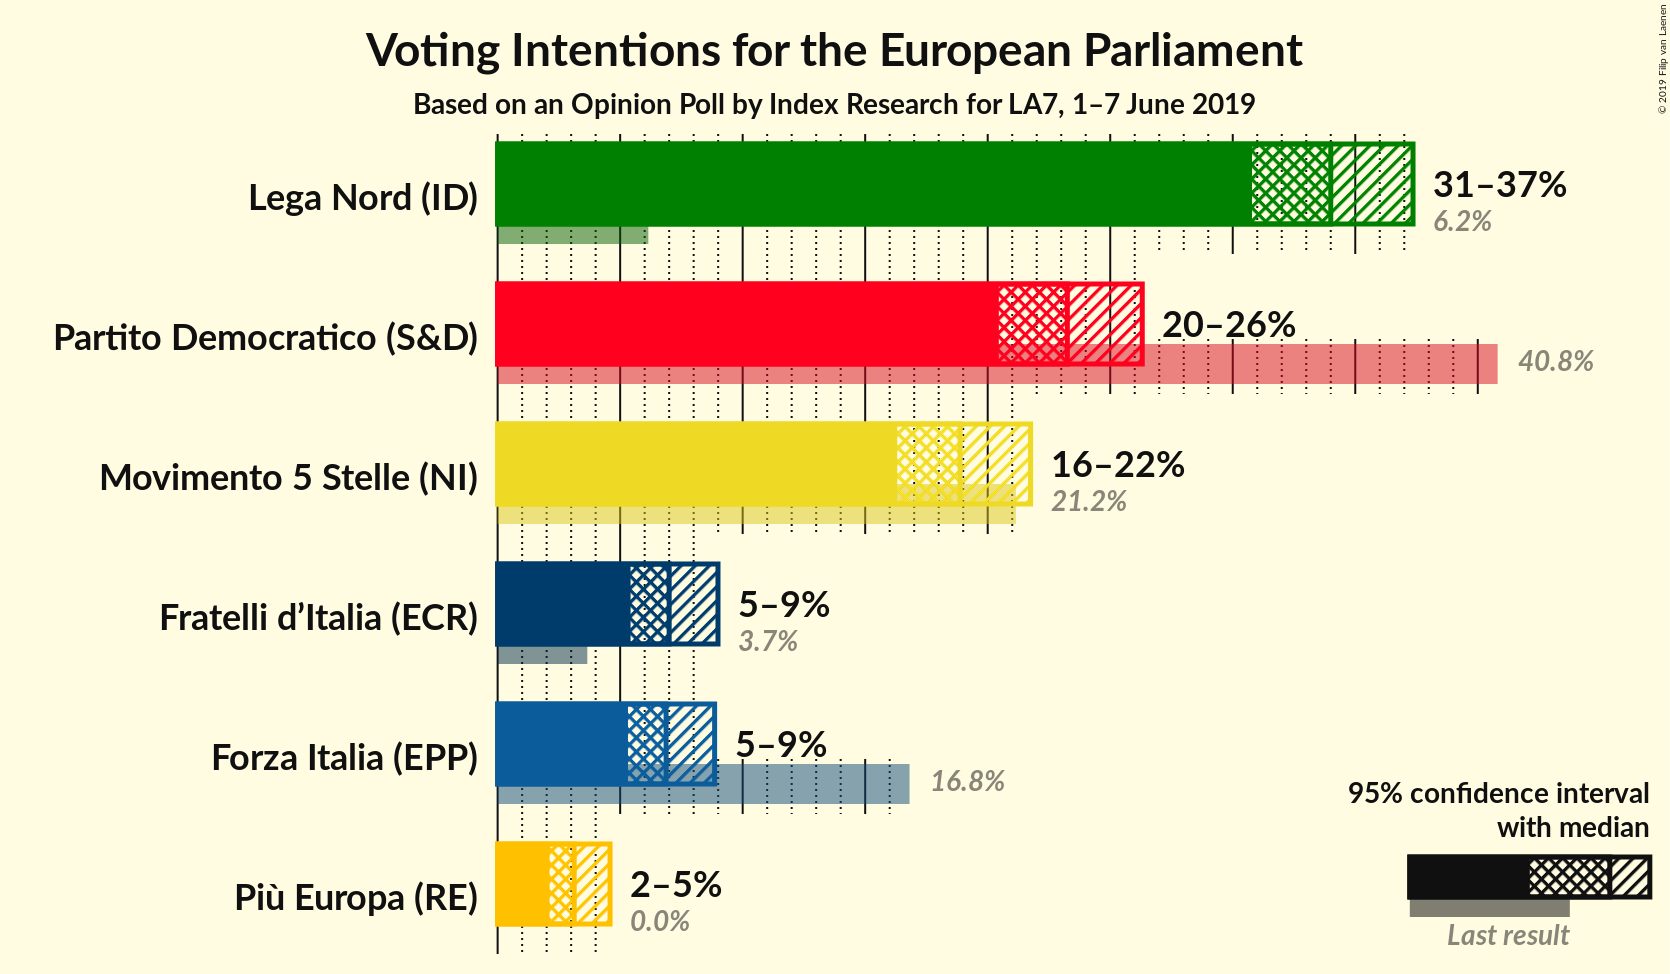 Voting Intentions for the European Parliament
Based on an Opinion Poll by Index Research for LA7, 1–7 June 2019
© 2019 Filip van Laenen
Lega Nord (ID)
31–37%
6.2%
Partito Democratico (S&D)
20–26%
40.8%
Movimento 5 Stelle (NI)
16–22%
21.2%
Fratelli d’Italia (ECR)
5–9%
3.7%
Forza Italia (EPP)
5–9%
16.8%
Più Europa (RE)
2–5%
0.0%
95% confidence interval
with median
Last result